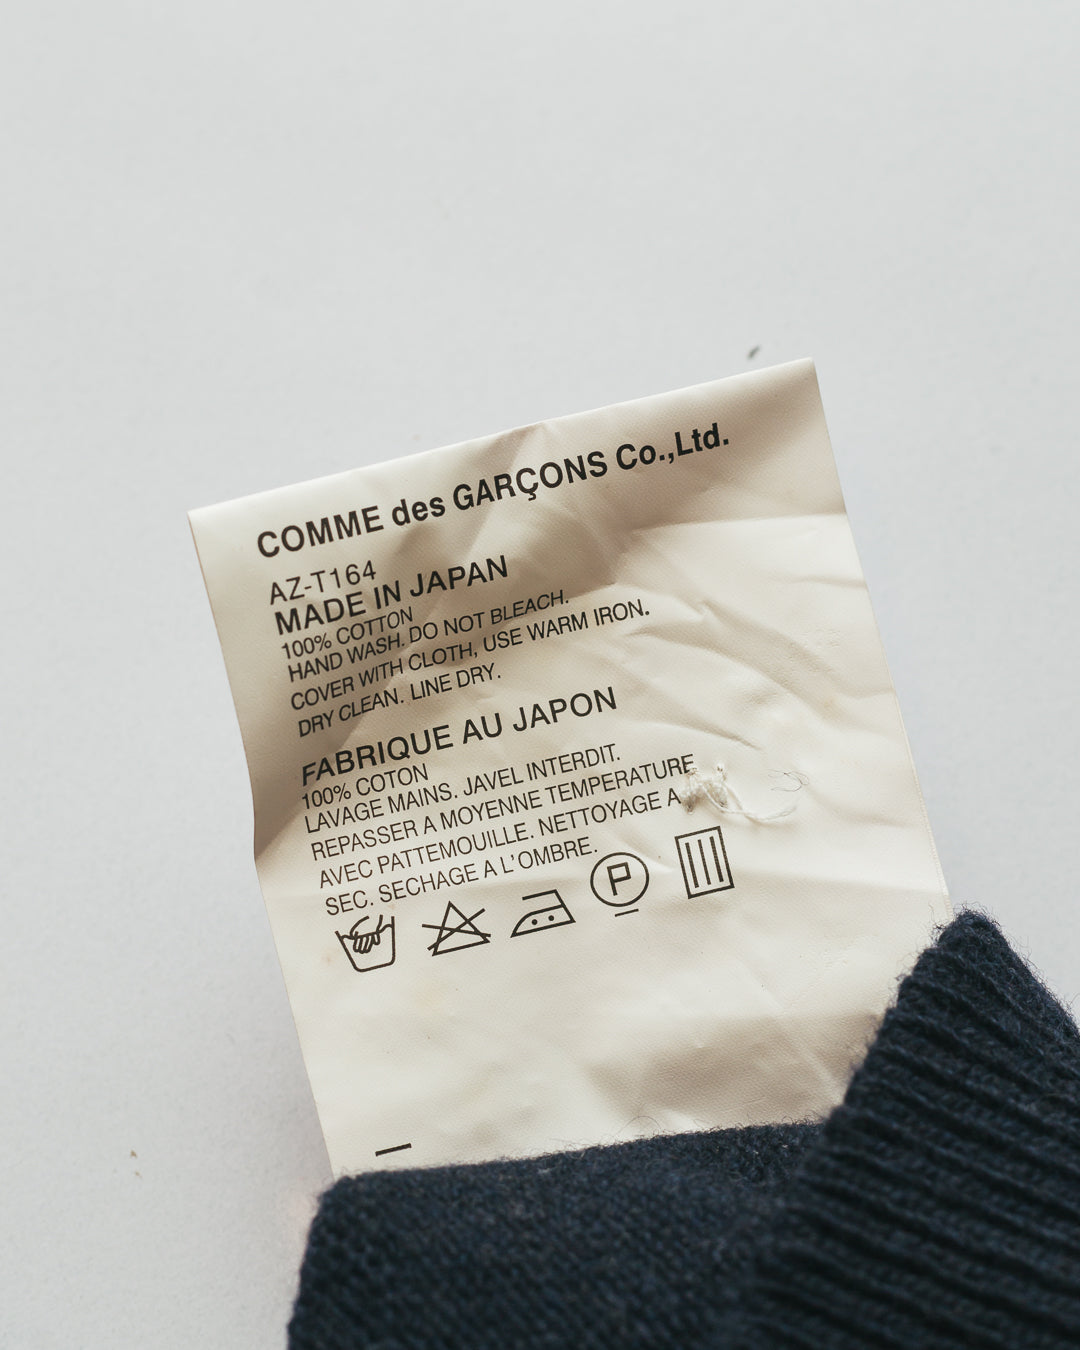 COMME des GARÇONS Co.,Ltd.
AZ-T164
MADE IN JAPAN
100% COTTON
HAND WASH. DO NOT BLEACH.
COVER WITH CLOTH, USE WARM IRON.
DRY CLEAN. LINE DRY.
FABRIQUE AU JAPON
100% COTON
LAVAGE MAINS. JAVEL INTERDIT.
REPASSER A MOYENNE TEMPERATURE
AVEC PATTEMOUILLE. NETTOYAGE A
SEC. SECHAGE A L'OMBRE.
P